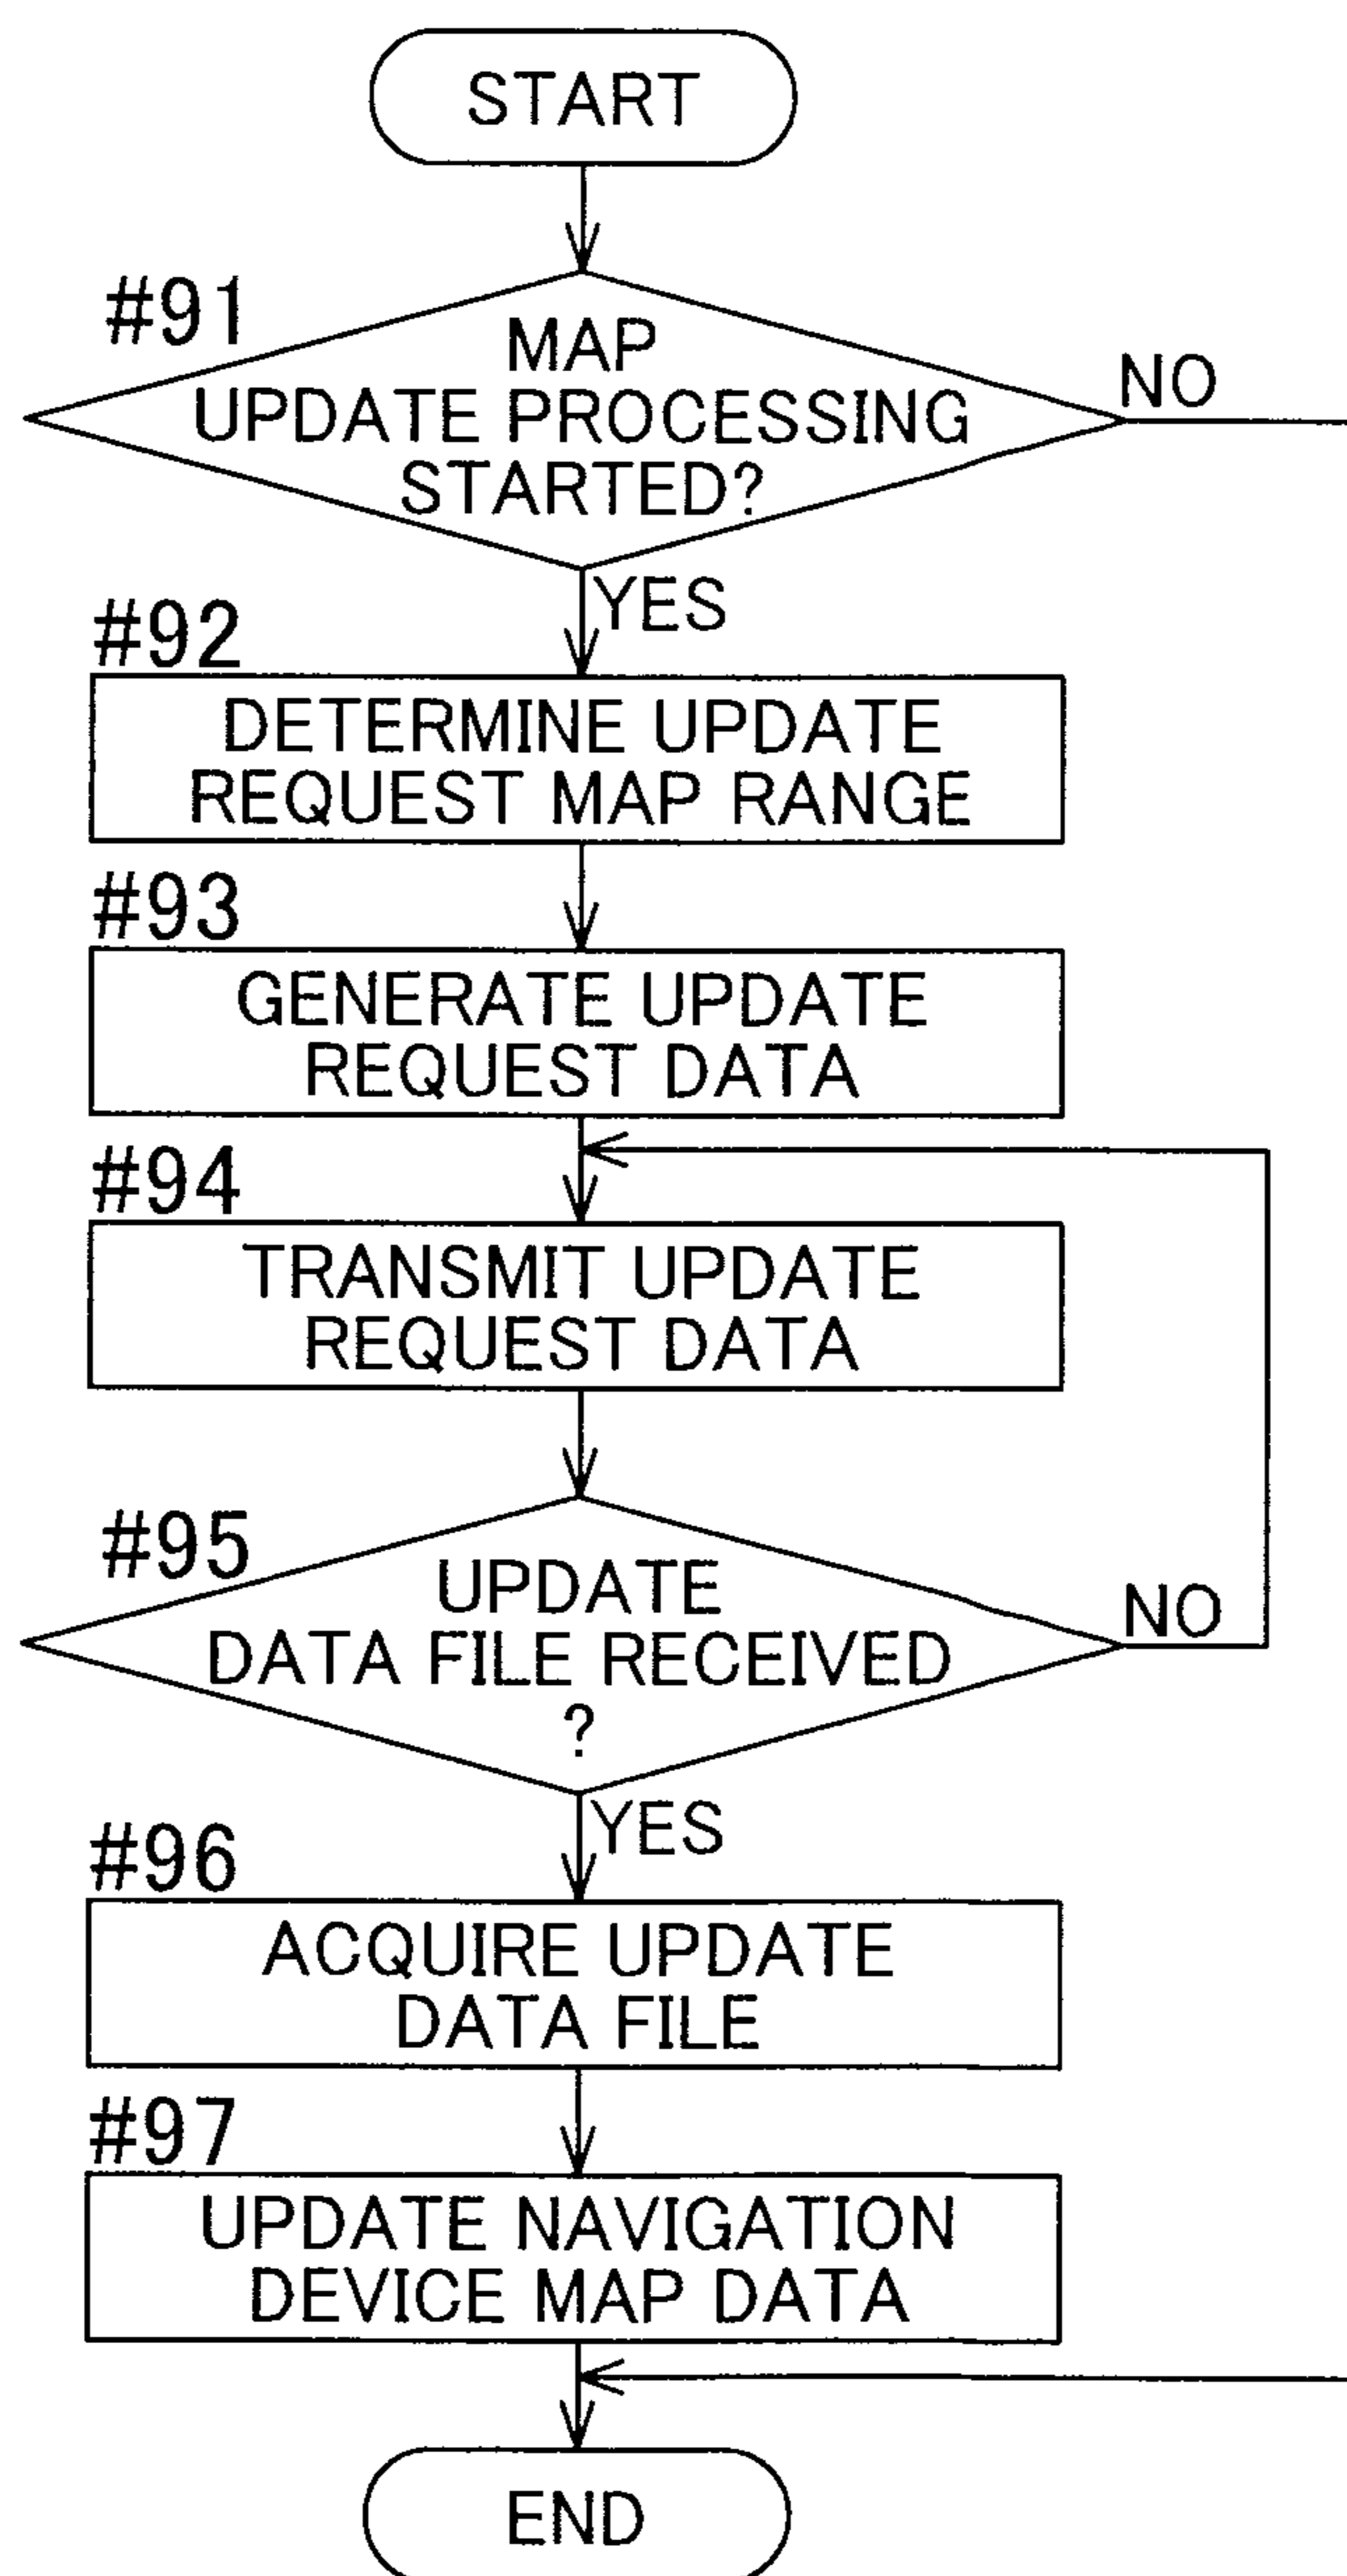 START
#91
MAP
UPDATE PROCESSING
STARTED?
NO
YES
#92
DETERMINE UPDATE
REQUEST MAP RANGE
#93
GENERATE UPDATE
REQUEST DATA
#94
TRANSMIT UPDATE
REQUEST DATA
#95
UPDATE
DATA FILE RECEIVED
?
NO
YES
#96
ACQUIRE UPDATE
DATA FILE
#97
UPDATE NAVIGATION
DEVICE MAP DATA
END